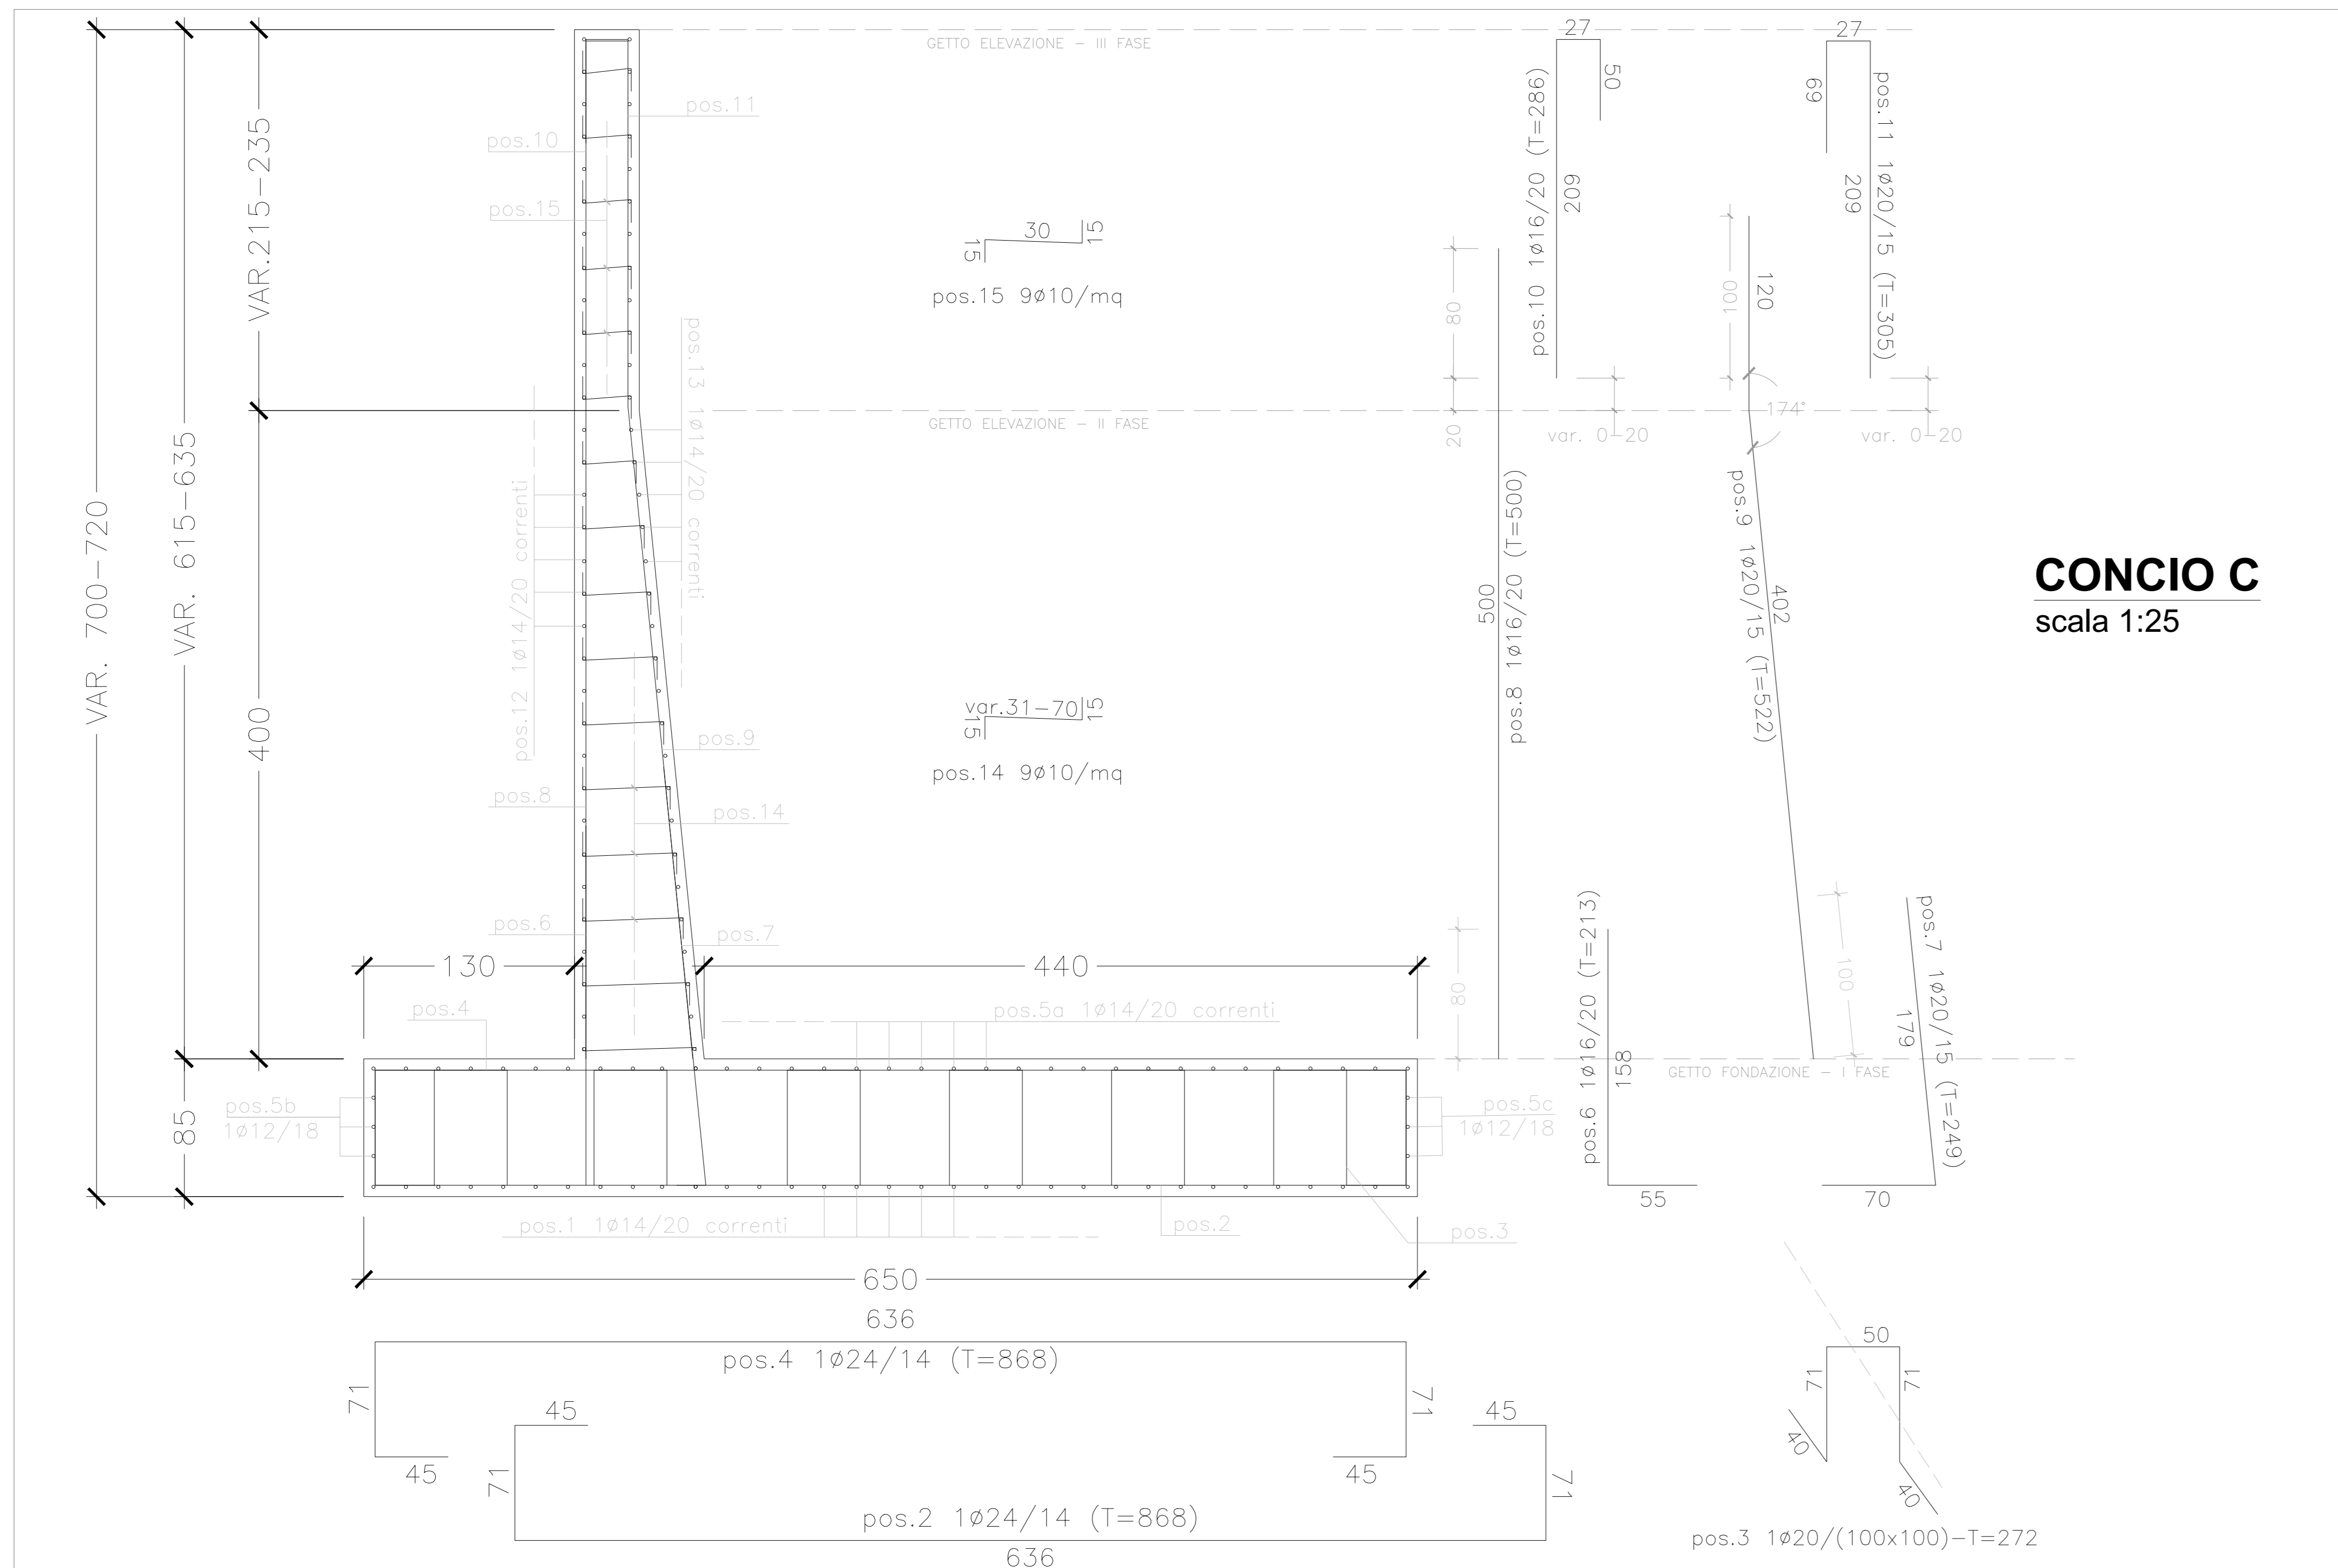 GETTO ELEVAZIONE – III FASE
27
27
50
69
pos.10 1ø16/20 (T=286)
209
pos.11 1ø20/15 (T=305)
209
VAR.215-235
pos.11
pos.10
pos.15
30
15
15
pos.15 9ø10/mq
80
100
120
pos.13 1ø14/20 correnti
GETTO ELEVAZIONE – II FASE
20
174°
var. 0-20
var. 0-20
VAR. 700-720
VAR. 615-635
400
pos.12 1ø14/20 correnti
500
pos.8 1ø16/20 (T=500)
pos.9 1ø20/15 (T=522)
402
CONCIO C
scala 1:25
var.31-70
15
15
pos.14 9ø10/mq
pos.9
pos.8
pos.14
pos.6
pos.7
130
440
pos.4
pos.5a 1ø14/20 correnti
80
100
pos.6 1ø16/20 (T=213)
158
pos.7 1ø20/15 (T=249)
179
GETTO FONDAZIONE – I FASE
85
pos.5b
1ø12/18
pos.5c
1ø12/18
55
70
pos.1 1ø14/20 correnti
pos.2
pos.3
650
636
pos.4 1ø24/14 (T=868)
71
71
45
45
45
45
71
71
pos.2 1ø24/14 (T=868)
636
50
71
71
40
40
pos.3 1ø20/(100x100)-T=272